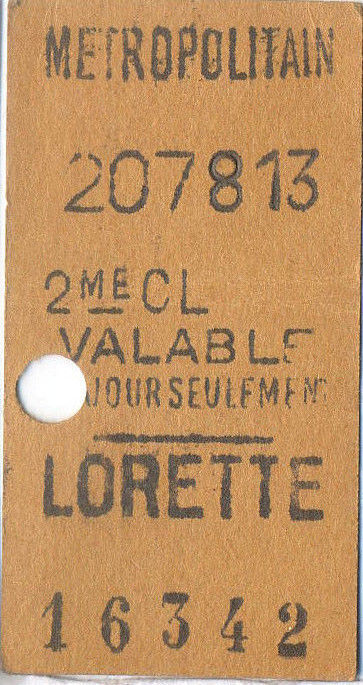 METROPOLITAIN
207813
2ME CL
VALABLE
JOUR SEULEMENT
LORETTE
16342